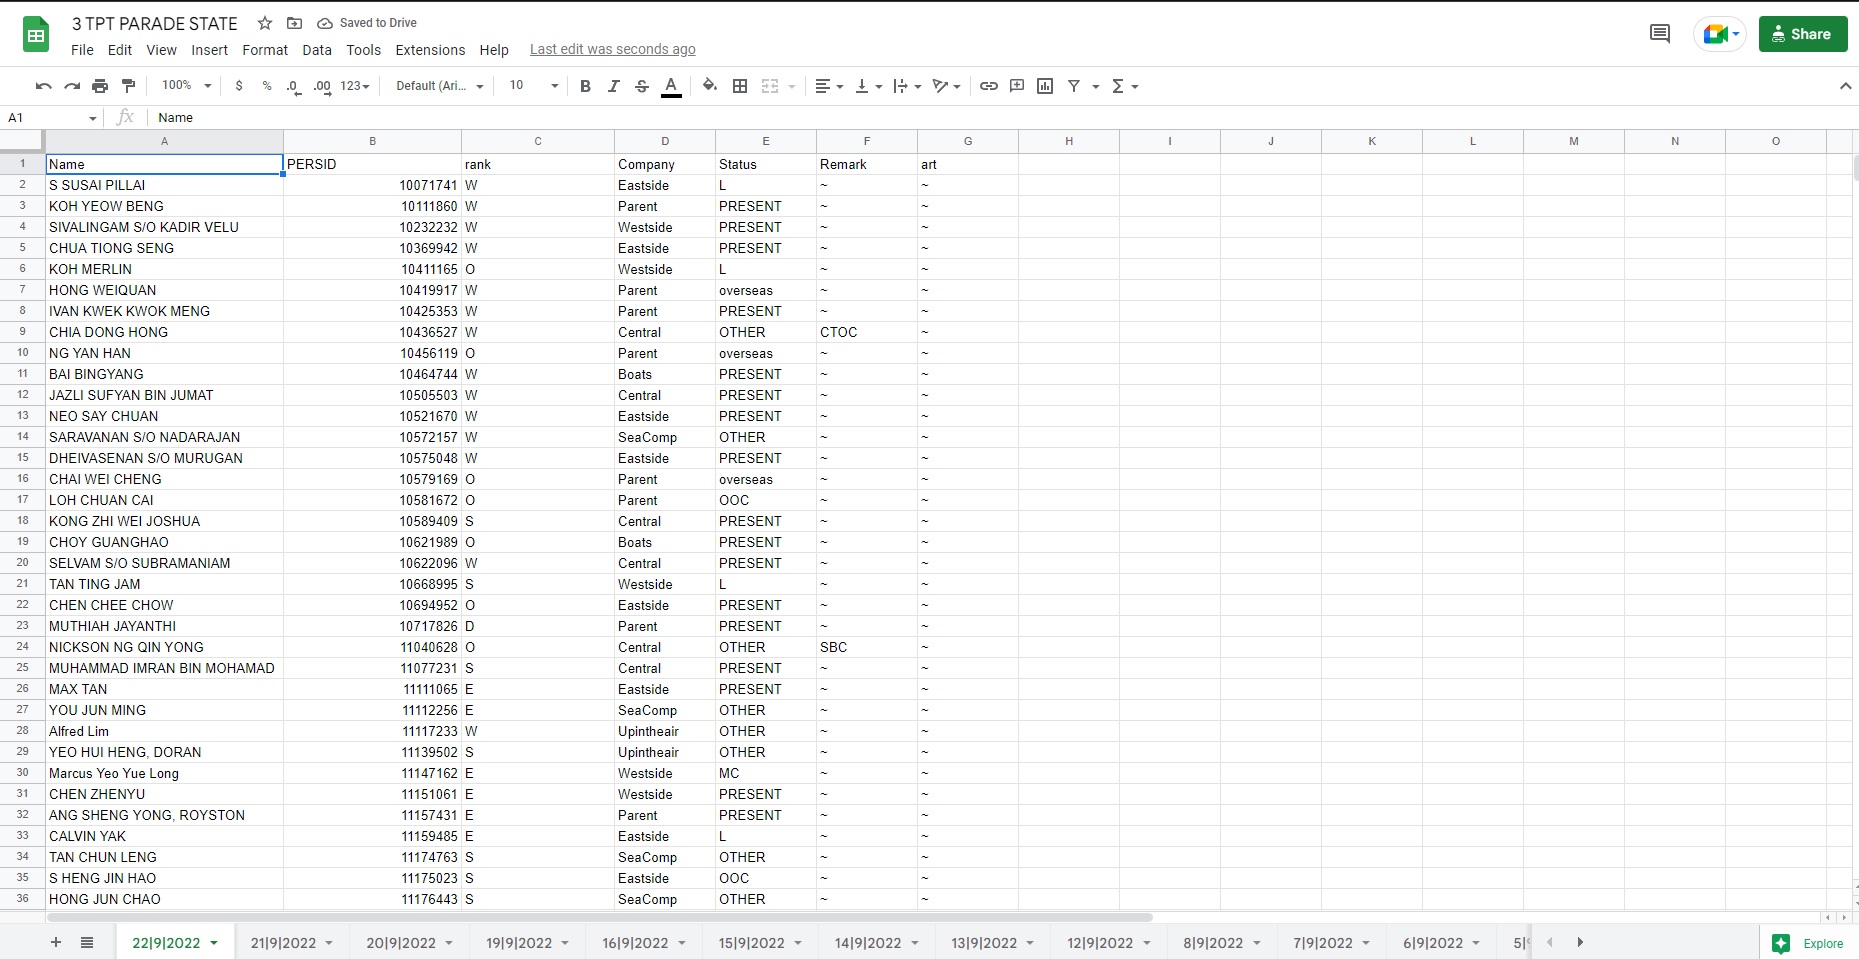 3 TPT PARADE STATE Saved to Drive
File Edit View Insert Format Data Tools Extensions Help Last edit was seconds ago
Share
100% $ % .0 .00 123 Default (Ari... 10 B I S A
A1 fx Name
A B C D E F G H I J K L M N O
1 Name PERSID rank Company Status Remark art
2 S SUSAI PILLAI 10071741 W Eastside L ~ ~
3 KOH YEOW BENG 10111860 W Parent PRESENT ~ ~
4 SIVALINGAM S/O KADIR VELU 10232232 W Westside PRESENT ~ ~
5 CHUA TIONG SENG 10369942 W Eastside PRESENT ~ ~
6 KOH MERLIN 10411165 O Westside L ~ ~
7 HONG WEIQUAN 10419917 W Parent overseas ~ ~
8 IVAN KWEK KWOK MENG 10425353 W Parent PRESENT ~ ~
9 CHIA DONG HONG 10436527 W Central OTHER CTOC ~
10 NG YAN HAN 10456119 O Parent overseas ~ ~
11 BAI BINGYANG 10464744 W Boats PRESENT ~ ~
12 JAZLI SUFYAN BIN JUMAT 10505503 W Central PRESENT ~ ~
13 NEO SAY CHUAN 10521670 W Eastside PRESENT ~ ~
14 SARAVANAN S/O NADARAJAN 10572157 W SeaComp OTHER ~ ~
15 DHEIVASENAN S/O MURUGAN 10575048 W Eastside PRESENT ~ ~
16 CHAI WEI CHENG 10579169 O Parent overseas ~ ~
17 LOH CHUAN CAI 10581672 O Parent OOC ~ ~
18 KONG ZHI WEI JOSHUA 10589409 S Central PRESENT ~ ~
19 CHOY GUANGHAO 10621989 O Boats PRESENT ~ ~
20 SELVAM S/O SUBRAMANIAM 10622096 W Central PRESENT ~ ~
21 TAN TING JAM 10668995 S Westside L ~ ~
22 CHEN CHEE CHOW 10694952 O Eastside PRESENT ~ ~
23 MUTHIAH JAYANTHI 10717826 D Parent PRESENT ~ ~
24 NICKSON NG QIN YONG 11040628 O Central OTHER SBC ~
25 MUHAMMAD IMRAN BIN MOHAMAD 11077231 S Central PRESENT ~ ~
26 MAX TAN 11111065 E Eastside PRESENT ~ ~
27 YOU JUN MING 11112256 E SeaComp OTHER ~ ~
28 Alfred Lim 11117233 W Upintheair OTHER ~ ~
29 YEO HUI HENG, DORAN 11139502 S Upintheair OTHER ~ ~
30 Marcus Yeo Yue Long 11147162 E Westside MC ~ ~
31 CHEN ZHENYU 11151061 E Westside PRESENT ~ ~
32 ANG SHENG YONG, ROYSTON 11157431 E Parent PRESENT ~ ~
33 CALVIN YAK 11159485 E Eastside L ~ ~
34 TAN CHUN LENG 11174763 S SeaComp OTHER ~ ~
35 S HENG JIN HAO 11175023 S Eastside OOC ~ ~
36 HONG JUN CHAO 11176443 S SeaComp OTHER ~ ~
22|9|2022 21|9|2022 20|9|2022 19|9|2022 16|9|2022 15|9|2022 14|9|2022 13|9|2022 12|9|2022 8|9|2022 7|9|2022 6|9|2022 5| Explore